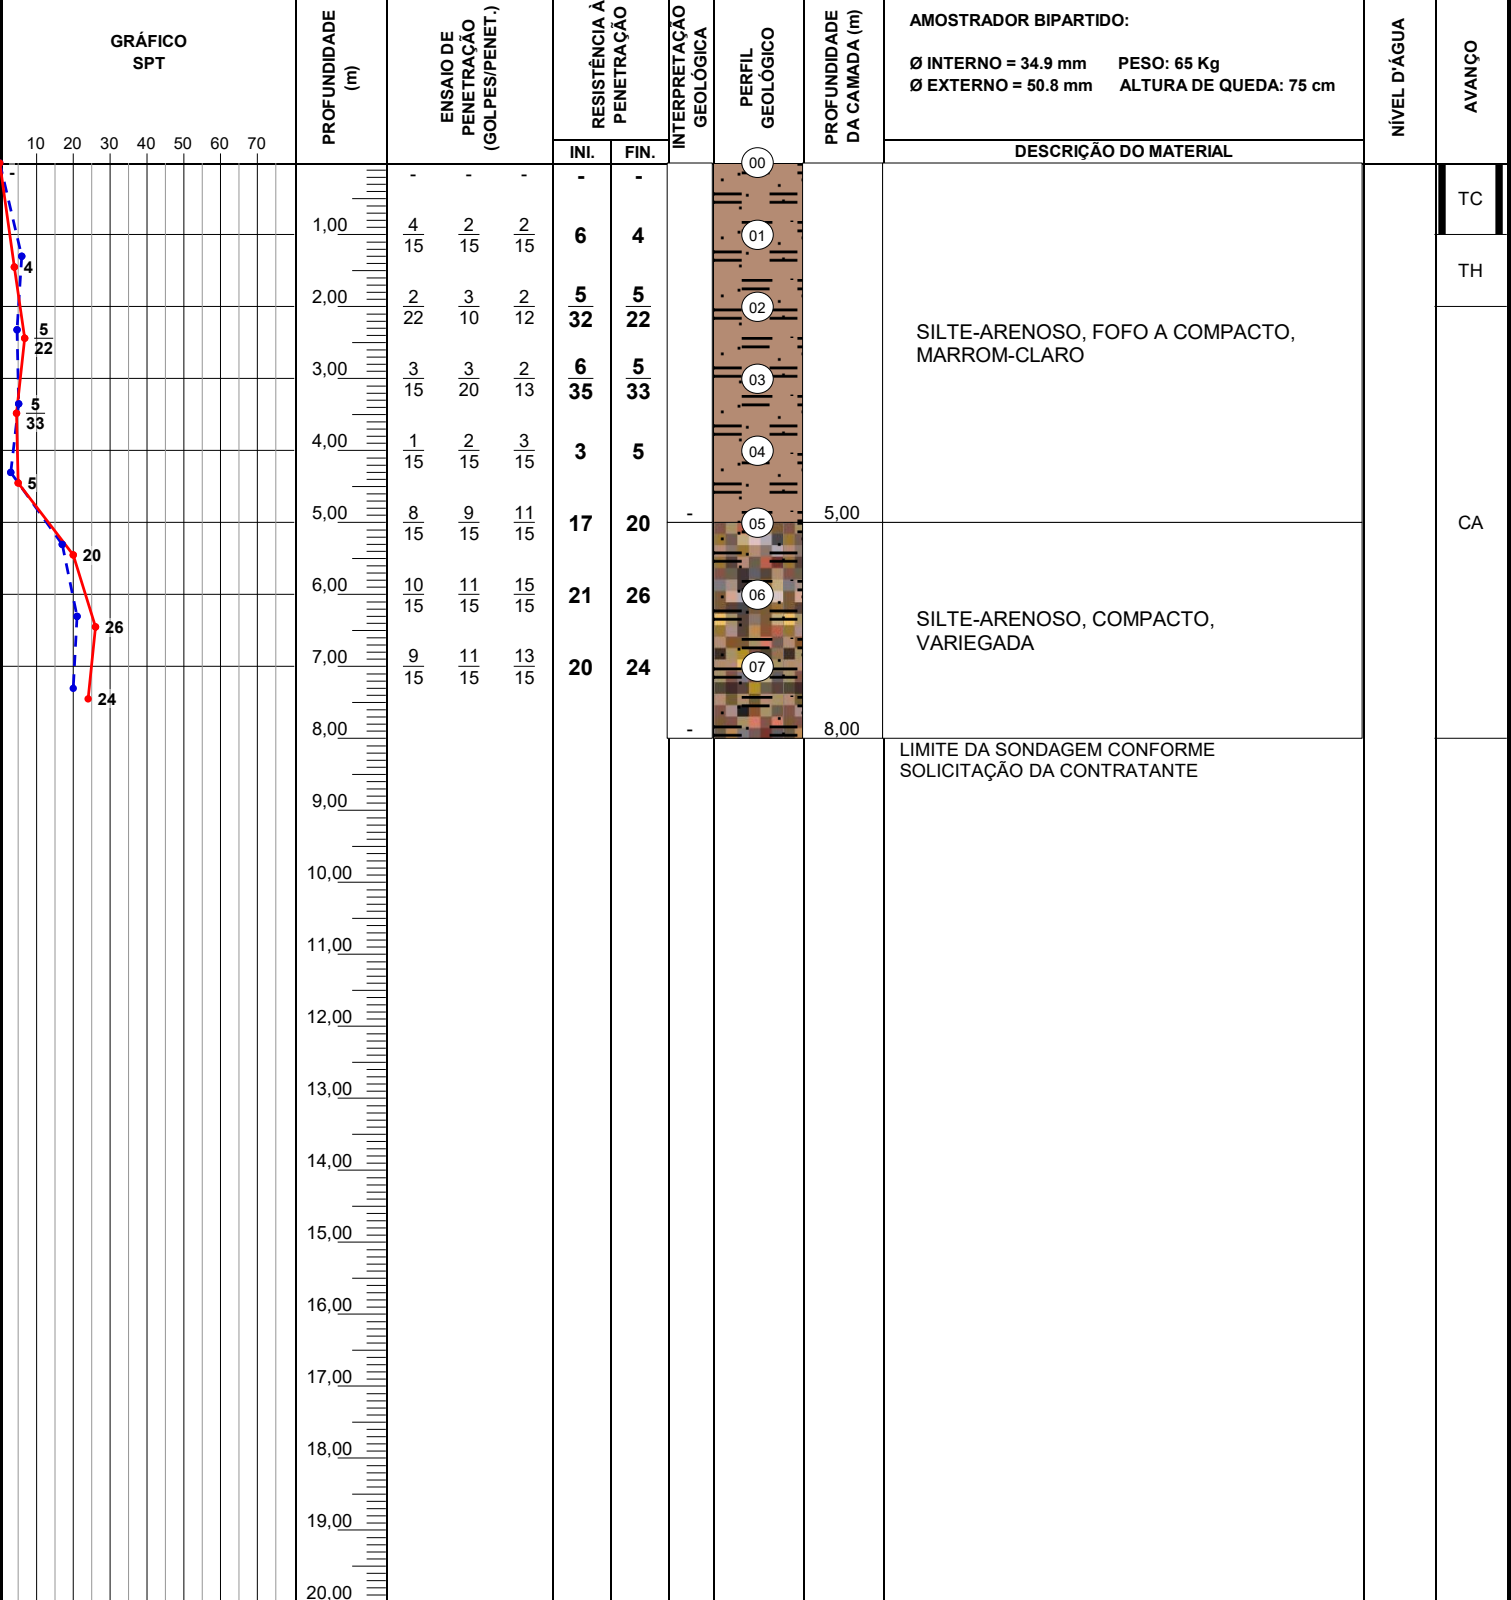 GRÁFICO
SPT
10 20 30 40 50 60 70
PROFUNDIDADE
(m)
ENSAIO DE
PENETRAÇÃO
(GOLPES/PENET.)
RESISTÊNCIA À
PENETRAÇÃO
INI. FIN.
INTERPRETAÇÃO
GEOLÓGICA
PERFIL
GEOLÓGICO
PROFUNDIDADE
DA CAMADA (m)
AMOSTRADOR BIPARTIDO:
Ø INTERNO = 34.9 mm PESO: 65 Kg
Ø EXTERNO = 50.8 mm ALTURA DE QUEDA: 75 cm
DESCRIÇÃO DO MATERIAL
NÍVEL D'ÁGUA
AVANÇO
-
4
5
22
5
33
5
20
26
24
- - - - -
1,00
4 2 2
15 15 15
6 4
2,00
2 3 2
22 10 12
5 5
32 22
3,00
3 3 2
15 20 13
6 5
35 33
4,00
1 2 3
15 15 15
3 5
5,00
8 9 11
15 15 15
17 20
6,00
10 11 15
15 15 15
21 26
7,00
9 11 13
15 15 15
20 24
8,00
9,00
10,00
11,00
12,00
13,00
14,00
15,00
16,00
17,00
18,00
19,00
20,00
-
-
00
01
02
03
04
05
06
07
5,00
8,00
SILTE-ARENOSO, FOFO A COMPACTO,
MARROM-CLARO
SILTE-ARENOSO, COMPACTO,
VARIEGADA
LIMITE DA SONDAGEM CONFORME
SOLICITAÇÃO DA CONTRATANTE
TC
TH
CA